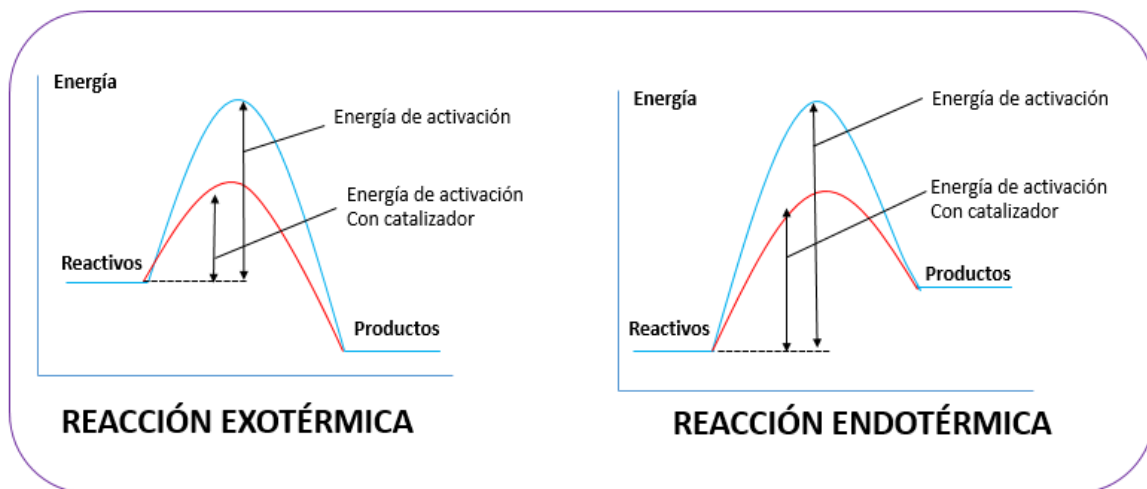 Energía
Energía de activación
Energía de activación
Con catalizador
Reactivos
Productos
REACCIÓN EXOTÉRMICA
Energía
Energía de activación
Energía de activación
Con catalizador
Productos
Reactivos
REACCIÓN ENDOTÉRMICA